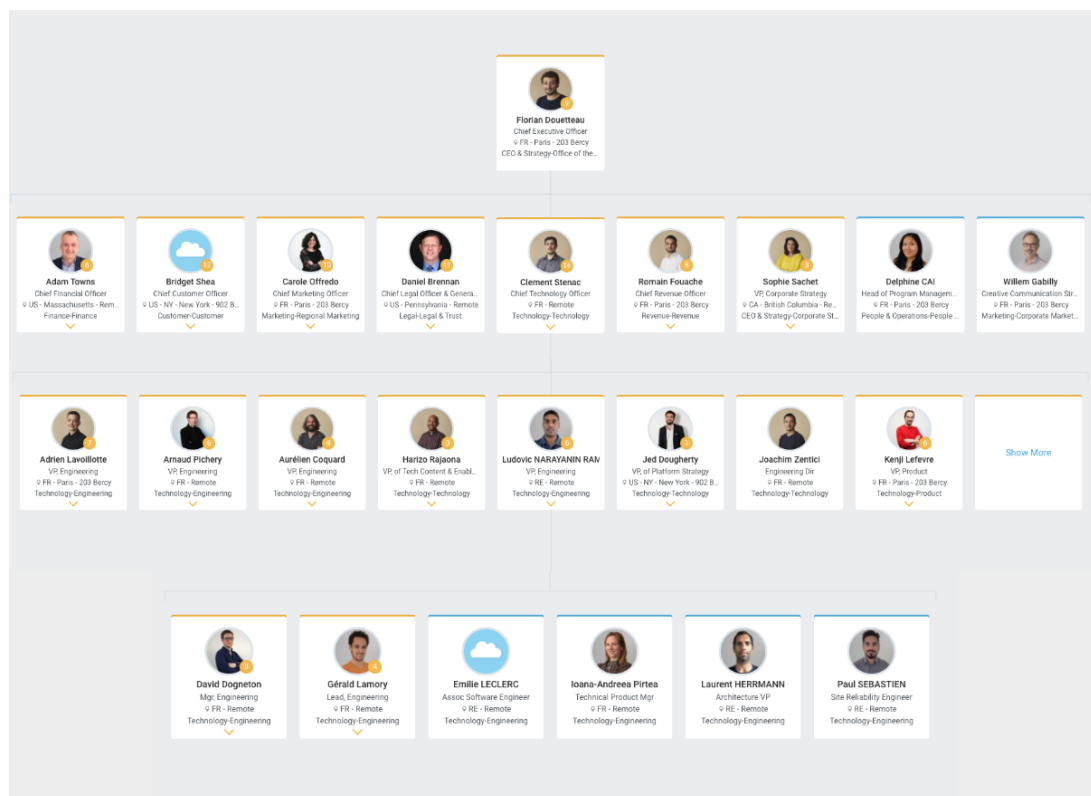 9
Florian Douetteau
Chief Executive Officer
FR - Paris - 203 Bercy
CEO & Strategy-Office of the...
6
Adam Towns
Chief Financial Officer
US - Massachusetts - Rem...
Finance-Finance
12
Bridget Shea
Chief Customer Officer
US - NY - New York - 902 B...
Customer-Customer
10
Carole Offredo
Chief Marketing Officer
FR - Paris - 203 Bercy
Marketing-Regional Marketing
Daniel Brennan
Chief Legal Officer & Genera...
US - Pennsylvania - Remote
Legal-Legal & Trust
Clement Stenac
Chief Technology Officer
FR - Remote
Technology-Technology
Romain Fouache
Chief Revenue Officer
FR - Paris - 203 Bercy
Revenue-Revenue
Sophie Sachet
VP, Corporate Strategy
CA - British Columbia - Re...
CEO & Strategy-Corporate St...
Delphine CAI
Head of Program Managem...
FR - Paris - 203 Bercy
People & Operations-People ...
Willem Gabilly
Creative Communication Stra...
FR - Paris - 203 Bercy
Marketing-Corporate Market...
7
Adrien Lavoillotte
VP, Engineering
FR - Paris - 203 Bercy
Technology-Engineering
6
Arnaud Pichery
VP, Engineering
FR - Remote
Technology-Engineering
4
Aurélien Coquard
VP, Engineering
FR - Remote
Technology-Engineering
3
Harizo Rajaona
VP, of Tech Content & Enabl...
FR - Remote
Technology-Technology
6
Ludovic NARAYANIN RAM
VP, Engineering
RE - Remote
Technology-Engineering
Jed Dougherty
VP, of Platform Strategy
US - NY - New York - 902 B...
Technology-Technology
Joachim Zentici
Engineering Dir
FR - Remote
Technology-Technology
6
Kenji Lefevre
VP, Product
FR - Paris - 203 Bercy
Technology-Product
Show More
8
David Dogneton
Mgr, Engineering
FR - Remote
Technology-Engineering
4
Gérald Lamory
Lead, Engineering
FR - Remote
Technology-Engineering
Emilie LECLERC
Assoc Software Engineer
RE - Remote
Technology-Engineering
Ioana-Andreea Pirtea
Technical Product Mgr
FR - Remote
Technology-Engineering
Laurent HERRMANN
Architecture VP
RE - Remote
Technology-Engineering
Paul SEBASTIEN
Site Reliability Engineer
RE - Remote
Technology-Engineering